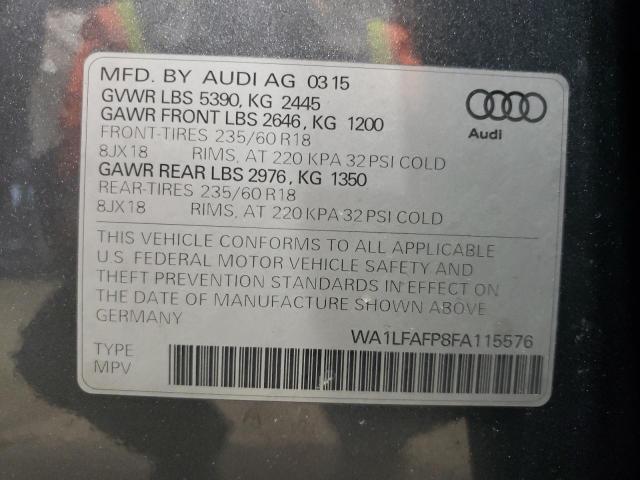 MFD. BY AUDI AG 03 15
GVWR LBS 5390, KG 2445
GAWR FRONT LBS 2646, KG 1200
FRONT-TIRES 235/60 R18
8JX18 RIMS, AT 220 KPA 32 PSI COLD
GAWR REAR LBS 2976, KG 1350
REAR-TIRES 235/60 R18
8JX18 RIMS, AT 220 KPA 32 PSI COLD
Audi
THIS VEHICLE CONFORMS TO ALL APPLICABLE
U.S. FEDERAL MOTOR VEHICLE SAFETY AND
THEFT PREVENTION STANDARDS IN EFFECT ON
THE DATE OF MANUFACTURE SHOWN ABOVE
GERMANY
WA1LFAFP8FA115576
TYPE
MPV